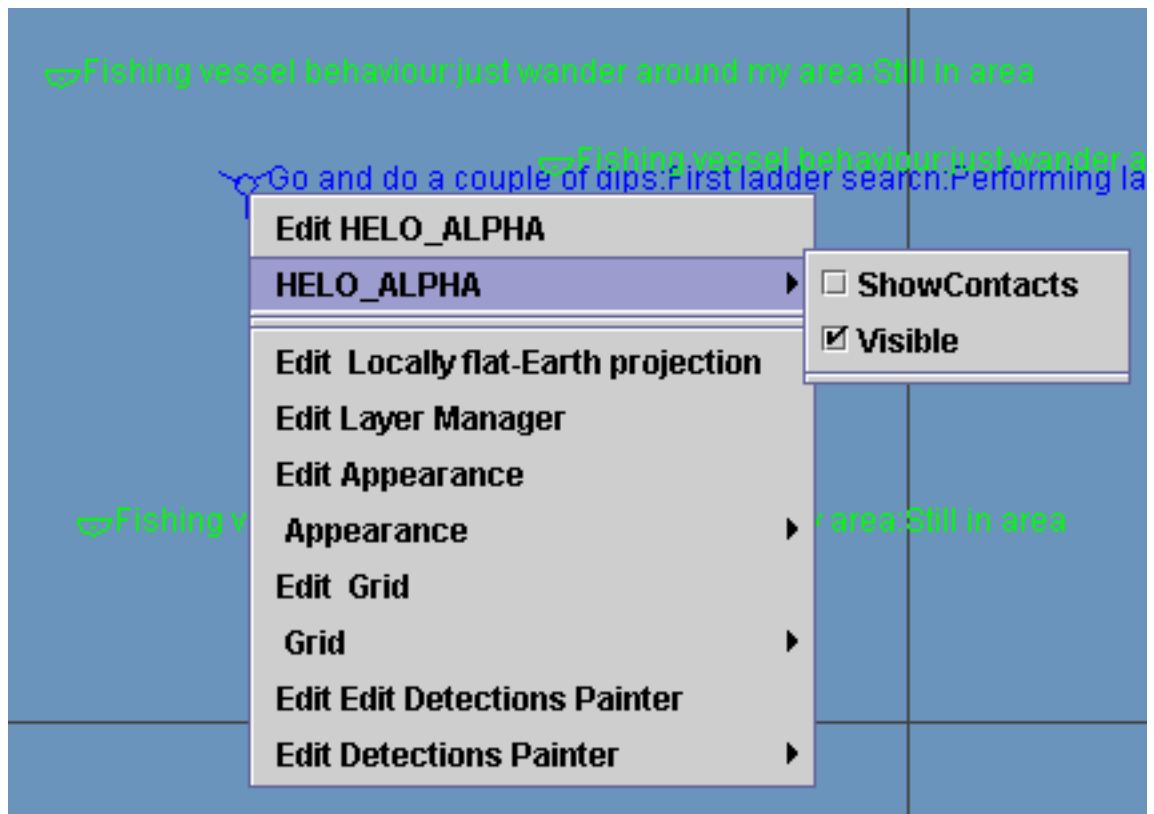 Fishing vessel behaviour:just wander around my area:Still in area
Fishing vessel behaviour:just wander a
Go and do a couple of dips:First ladder search:Performing la
Edit HELO_ALPHA
HELO_ALPHA
ShowContacts
Visible
Edit  Locally flat-Earth projection
Edit Layer Manager
Edit Appearance
Appearance
Fishing v
area:Still in area
Edit  Grid
Grid
Edit Edit Detections Painter
Edit Detections Painter